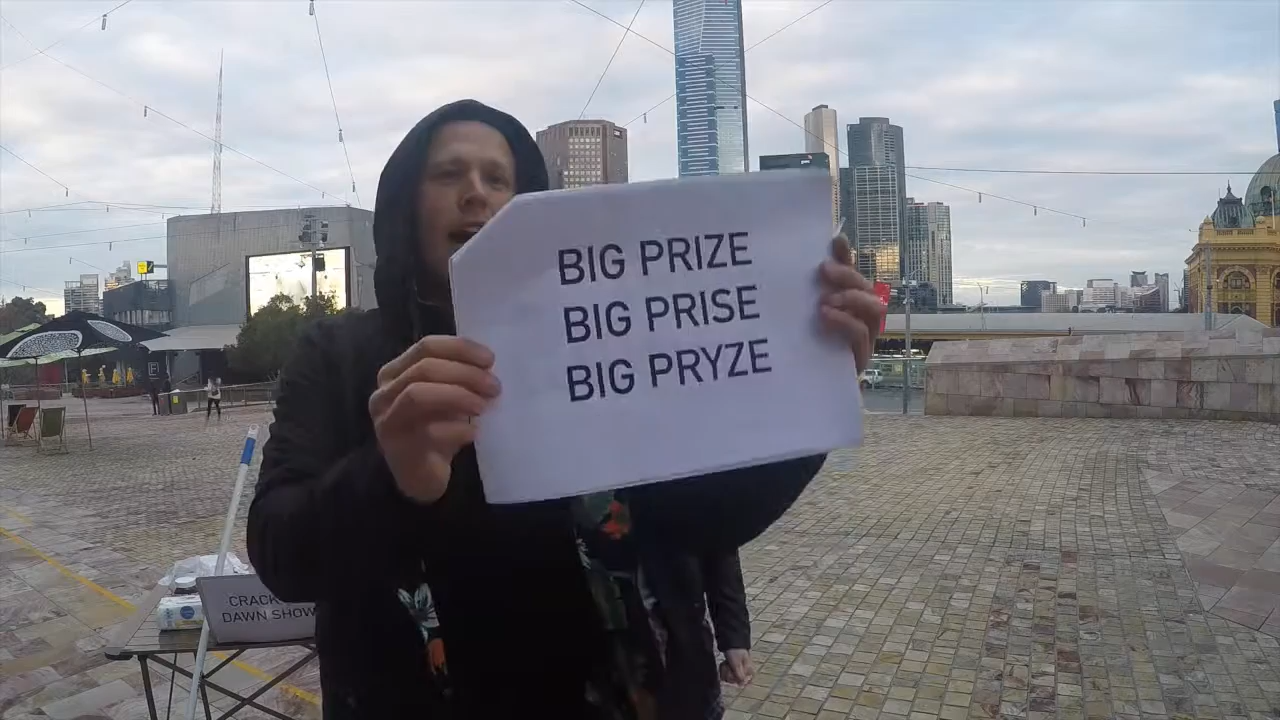 BIG PRIZE
BIG PRISE
BIG PRYZE
CRACK
DAWN SHOW